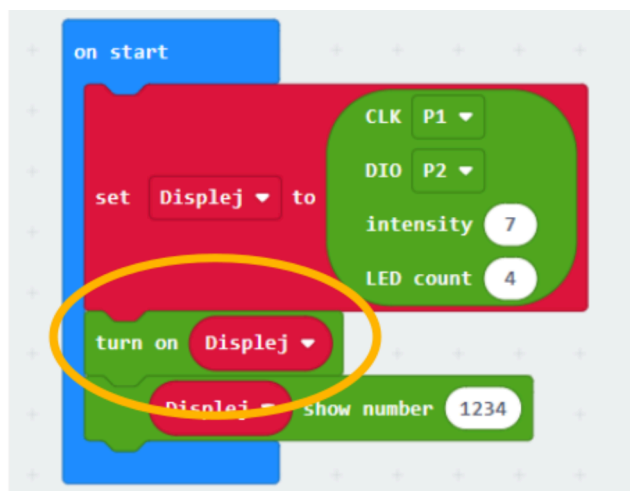 on start
CLK P1
DIO P2
set Displej to
intensity 7
LED count 4
turn on Displej
Displej show number 1234